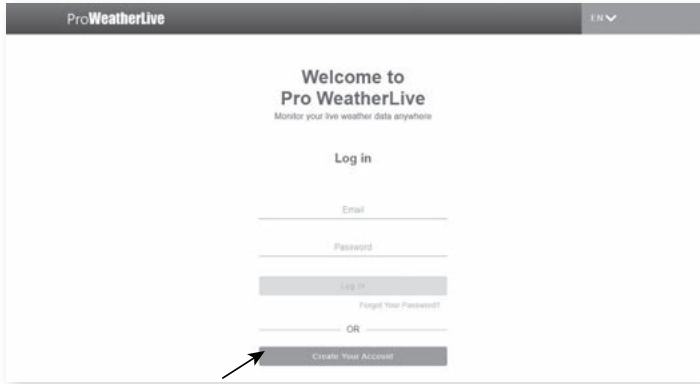 ProWeatherLive
EN
Welcome to
Pro WeatherLive
Monitor your live weather data anywhere
Log in
Email
Password
Log in
Forgot Your Password?
OR
Create Your Account